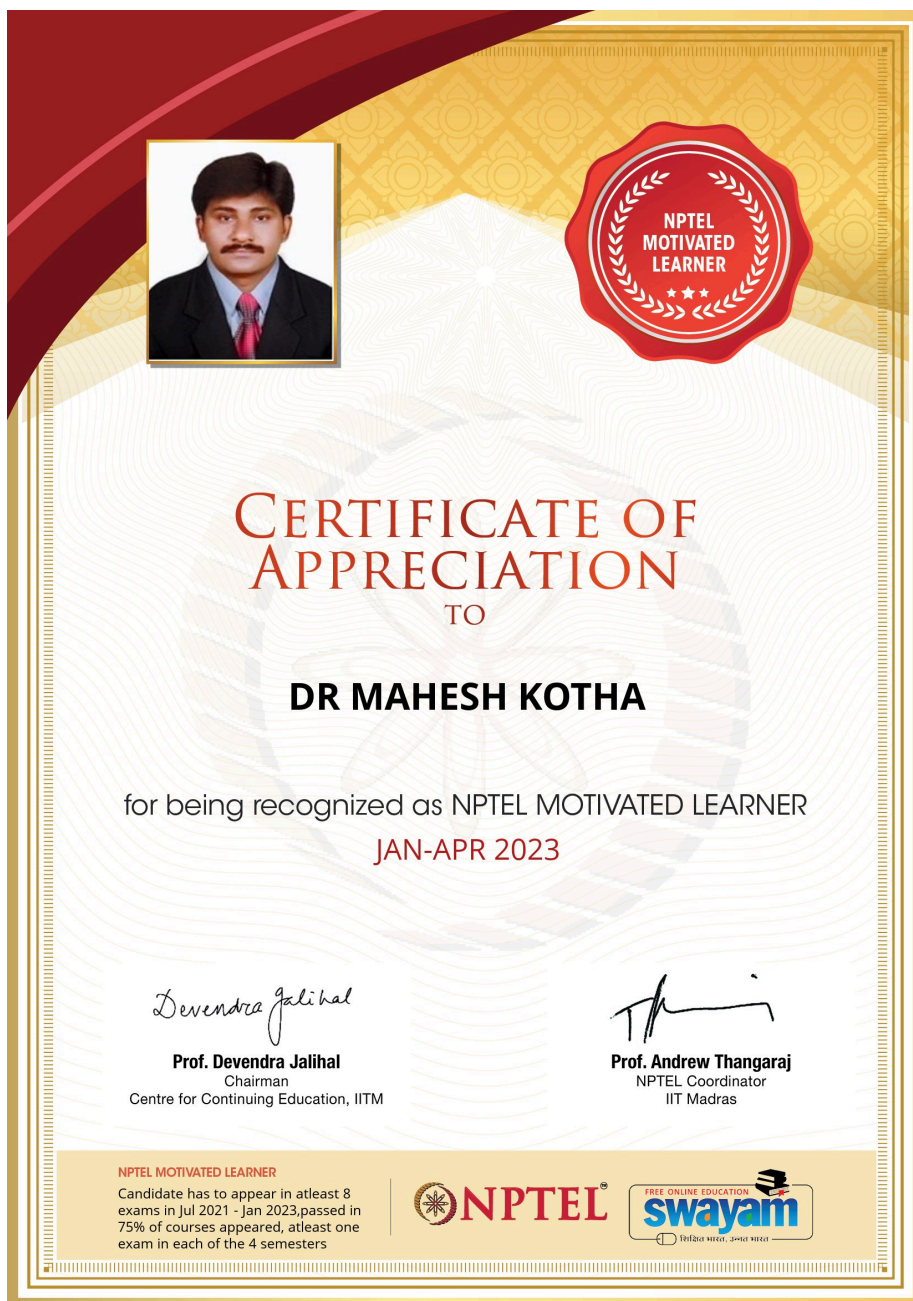 NPTEL
MOTIVATED
LEARNER
CERTIFICATE OF
APPRECIATION
TO
DR MAHESH KOTHA
for being recognized as NPTEL MOTIVATED LEARNER
JAN-APR 2023
Devendra Jalihal
Prof. Devendra Jalihal
Chairman
Centre for Continuing Education, IITM
Prof. Andrew Thangaraj
NPTEL Coordinator
IIT Madras
NPTEL MOTIVATED LEARNER
Candidate has to appear in atleast 8
exams in Jul 2021 - Jan 2023,passed in
75% of courses appeared, atleast one
exam in each of the 4 semesters
NPTEL
FREE ONLINE EDUCATION
swayam
शिक्षित भारत, उन्नत भारत